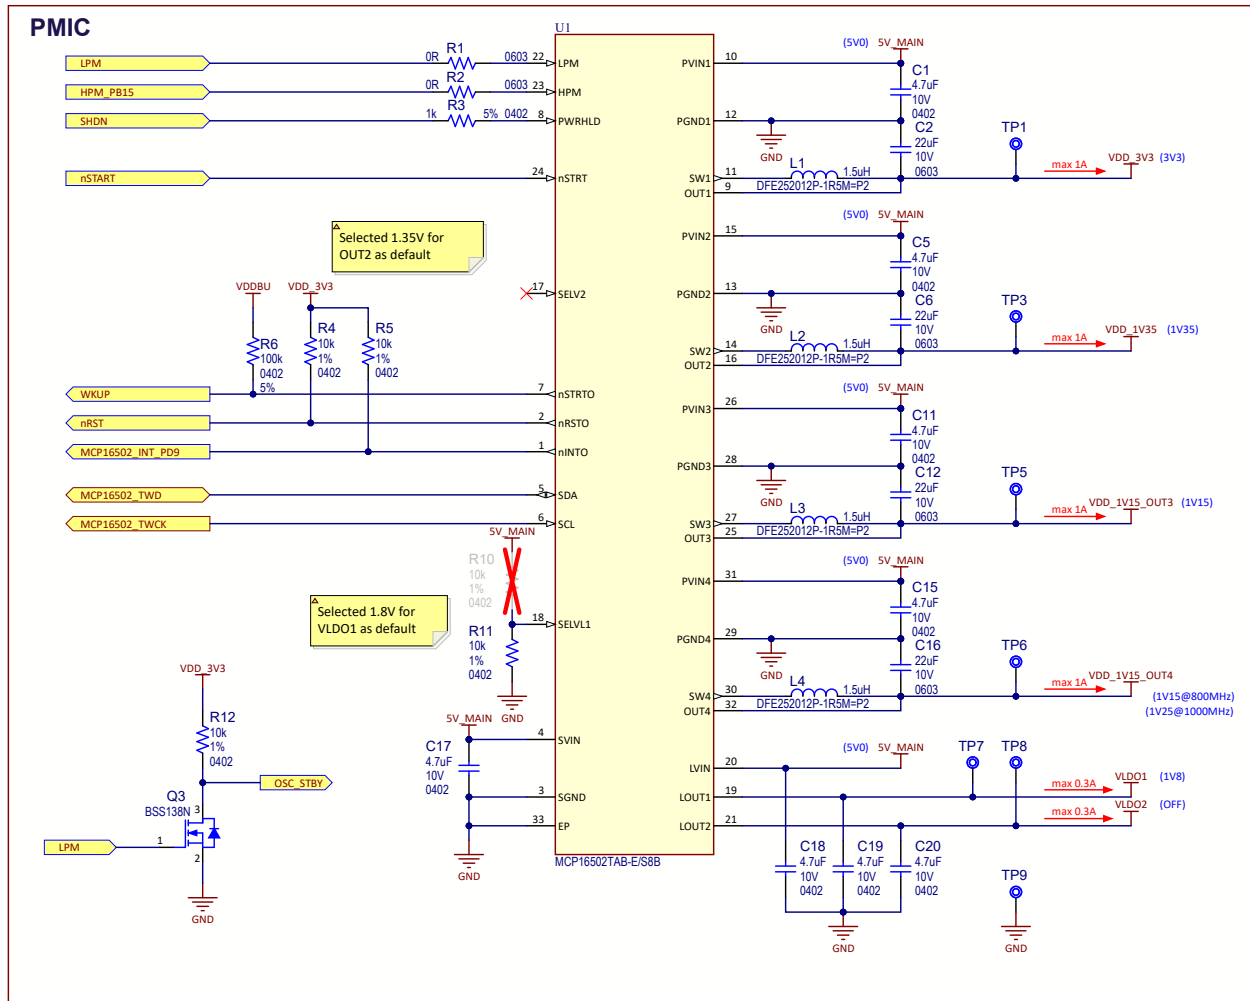 PMIC
U1
LPM
0R
R1
0603
22
LPM
HPM_PB15
0R
R2
0603
23
HPM
SHDN
1k
R3
5%
0402
8
PWRHLD
nSTART
24
nSTRT
Selected 1.35V for
OUT2 as default
17
SELV2
VDDBU
VDD_3V3
R6
100k
0402
5%
R4
10k
1%
0402
R5
10k
1%
0402
WKUP
7
nSTRTO
nRST
2
nRSTO
MCP16502_INT_PD9
1
nINTO
MCP16502_TWD
5
SDA
MCP16502_TWCK
6
SCL
5V_MAIN
R10
10k
1%
0402
Selected 1.8V for
VLDO1 as default
18
SELVL1
R11
10k
1%
0402
GND
VDD_3V3
R12
10k
1%
0402
OSC_STBY
Q3
BSS138N
3
1
2
LPM
GND
5V_MAIN
4
SVIN
C17
4.7uF
10V
0402
3
SGND
33
EP
GND
MCP16502TAB-E/S8B
(5V0)
5V_MAIN
PVIN1
10
C1
4.7uF
10V
0402
PGND1
12
GND
C2
22uF
10V
0603
TP1
SW1
11
L1
1.5uH
OUT1
9
DFE252012P-1R5M=P2
max 1A
VDD_3V3
(3V3)
(5V0)
5V_MAIN
PVIN2
15
C5
4.7uF
10V
0402
PGND2
13
GND
C6
22uF
10V
0603
TP3
SW2
14
L2
1.5uH
OUT2
16
DFE252012P-1R5M=P2
max 1A
VDD_1V35
(1V35)
(5V0)
5V_MAIN
PVIN3
26
C11
4.7uF
10V
0402
PGND3
28
GND
C12
22uF
10V
0603
TP5
SW3
27
L3
1.5uH
OUT3
25
DFE252012P-1R5M=P2
max 1A
VDD_1V15_OUT3
(1V15)
(5V0)
5V_MAIN
PVIN4
31
C15
4.7uF
10V
0402
PGND4
29
GND
C16
22uF
10V
0603
TP6
SW4
30
L4
1.5uH
OUT4
32
DFE252012P-1R5M=P2
max 1A
VDD_1V15_OUT4
(1V15@800MHz)
(1V25@1000MHz)
(5V0)
5V_MAIN
TP7
TP8
LVIN
20
LOUT1
19
max 0.3A
VLDO1
(1V8)
LOUT2
21
max 0.3A
VLDO2
(OFF)
C18
4.7uF
10V
0402
C19
4.7uF
10V
0402
C20
4.7uF
10V
0402
GND
TP9
GND